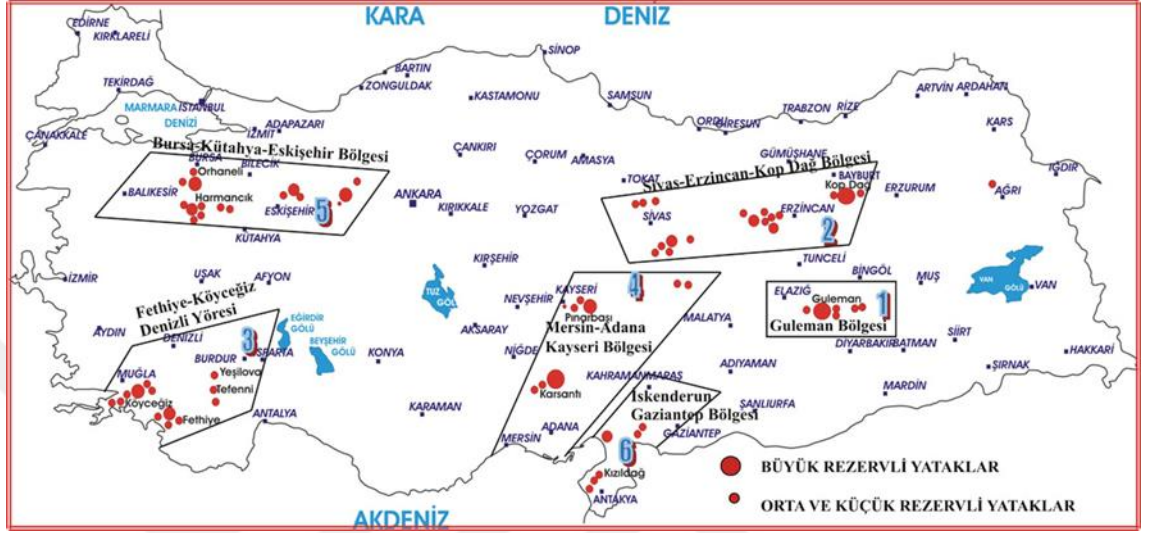 KARA DENİZ
EDİRNE
KIRKLARELİ
TEKİRDAĞ
MARMARA
DENİZİ
İSTANBUL
İZMİT
ADAPAZARI
BARTIN
ZONGULDAK
KASTAMONU
SİNOP
SAMSUN
ORDU
GİRESUN
TRABZON
RİZE
ARTVİN
ARDAHAN
KARS
IĞDIR
AĞRI
ÇANAKKALE
ÇANKIRI
ÇORUM
AMASYA
TOKAT
GÜMÜŞHANE
BAYBURT
ERZURUM
Bursa-Kütahya-Eskişehir Bölgesi
BURSA
BİLECİK
Orhaneli
BALIKESİR
Harmancık
ESKİŞEHİR
5
KÜTAHYA
ANKARA
KIRIKKALE
YOZGAT
Sivas-Erzincan-Kop Dağ Bölgesi
Kop Dağ
SİVAS
ERZİNCAN
2
TUNCELİ
BİNGÖL
MUŞ
VAN
GÖLÜ
VAN
İZMİR
UŞAK
AFYON
KIRŞEHİR
TUZ
GÖL
NEVŞEHİR
AKSARAY
NİĞDE
KAYSERİ
4
Pınarbaşı
Mersin-Adana
Kayseri Bölgesi
MALATYA
ELAZIĞ
Guleman
1
Guleman Bölgesi
DİYARBAKIR
BATMAN
SİİRT
ŞIRNAK
HAKKARİ
MARDİN
Fethiye-Köyceğiz
Denizli Yöresi
AYDIN
DENİZLİ
3
BURDUR
ISPARTA
EĞİRDİR
GÖLÜ
BEYŞEHİR
GÖLÜ
KONYA
KARAMAN
MUĞLA
Köyceğiz
Yeşilova
Tefenni
Fethiye
ANTALYA
Karsantı
ADANA
MERSİN
KAHRAMANMARAŞ
ADIYAMAN
ŞANLIURFA
İskenderun
Gaziantep Bölgesi
GAZİANTEP
6
Kızıldağ
ANTAKYA
AKDENİZ
BÜYÜK REZERVLİ YATAKLAR
ORTA VE KÜÇÜK REZERVLİ YATAKLAR